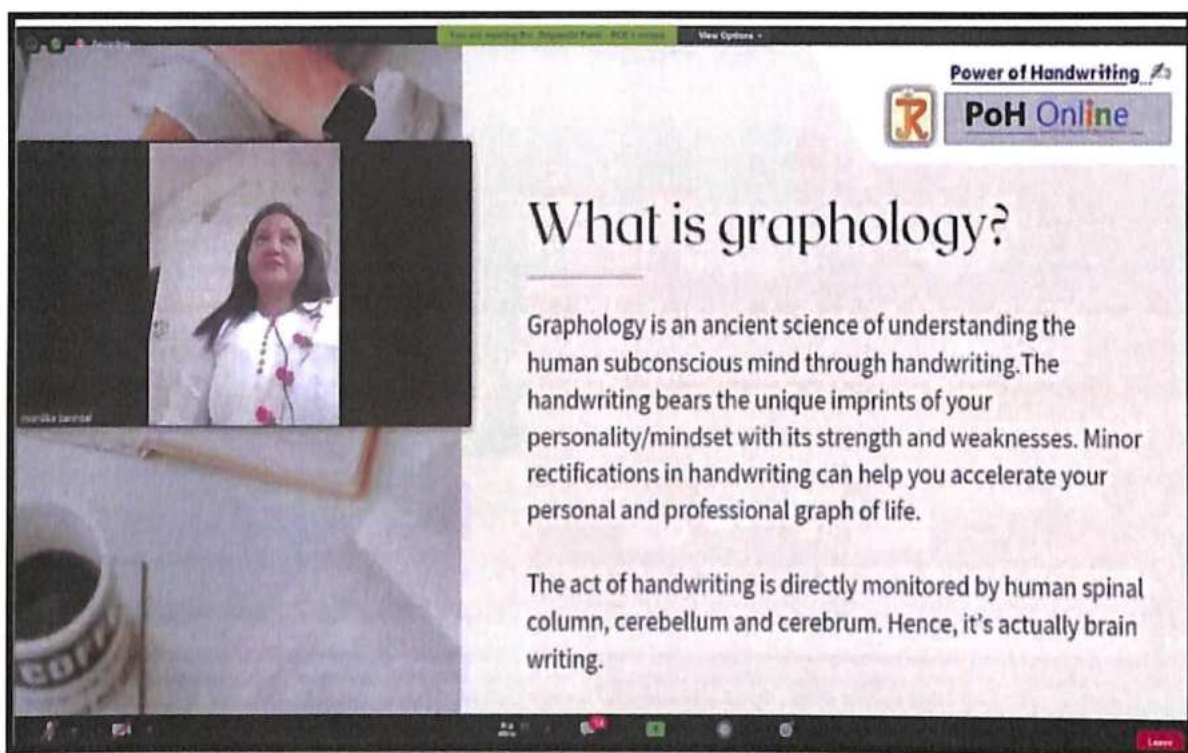 Recording
View Options
Power of Handwriting
PoH Online
What is graphology?
Graphology is an ancient science of understanding the
human subconscious mind through handwriting.The
handwriting bears the unique imprints of your
personality/mindset with its strength and weaknesses. Minor
rectifications in handwriting can help you accelerate your
personal and professional graph of life.
The act of handwriting is directly monitored by human spinal
column, cerebellum and cerebrum. Hence, it's actually brain
writing.
Leave